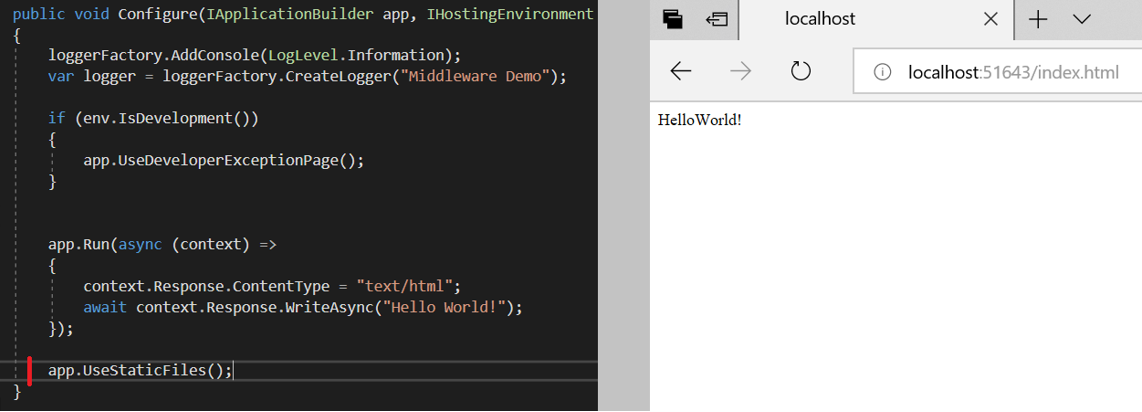 public void Configure(IApplicationBuilder app, IHostingEnvironment
{
loggerFactory.AddConsole(LogLevel.Information);
var logger = loggerFactory.CreateLogger("Middleware Demo");
if (env.IsDevelopment())
{
app.UseDeveloperExceptionPage();
}
app.Run(async (context) =>
{
context.Response.ContentType = "text/html";
await context.Response.WriteAsync("Hello World!");
});
app.UseStaticFiles();
}
localhost
localhost:51643/index.html
HelloWorld!